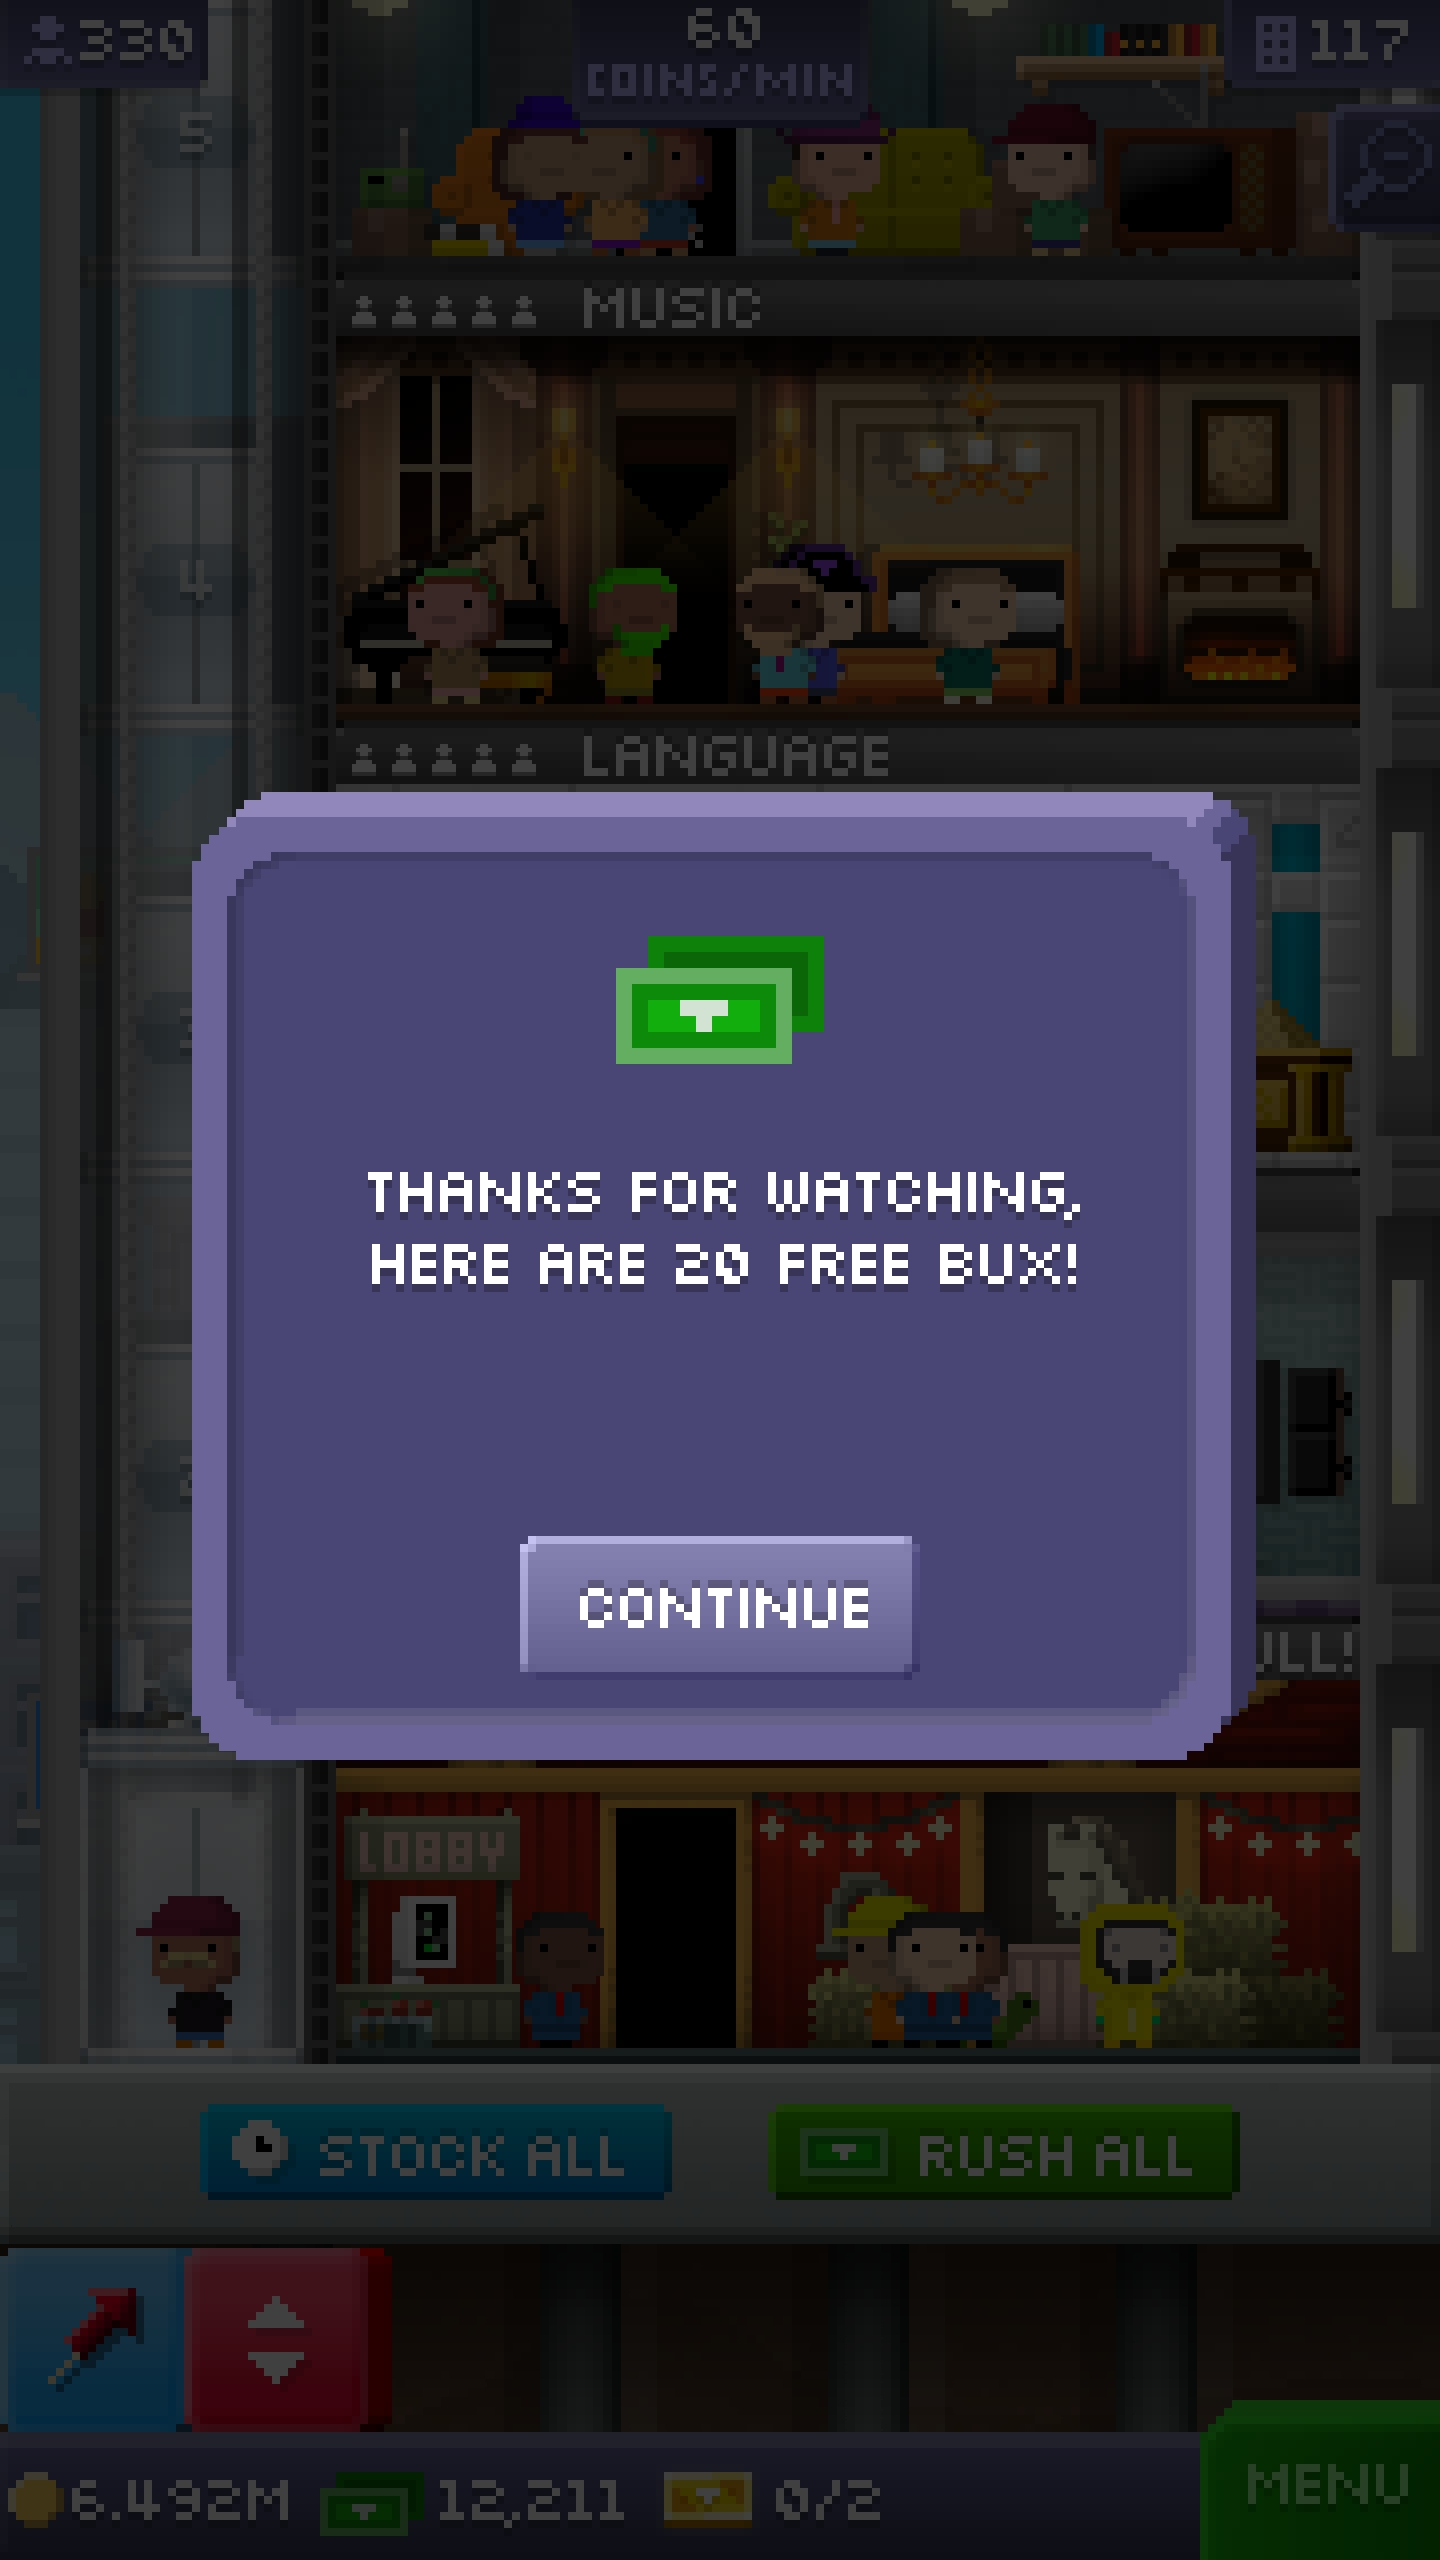 330
60
COINS/MIN
117
5
MUSIC
4
LANGUAGE
THANKS FOR WATCHING,
HERE ARE 20 FREE BUX!
CONTINUE
ULL!
LOBBY
STOCK ALL
RUSH ALL
6.492M
12,211
0/2
MENU